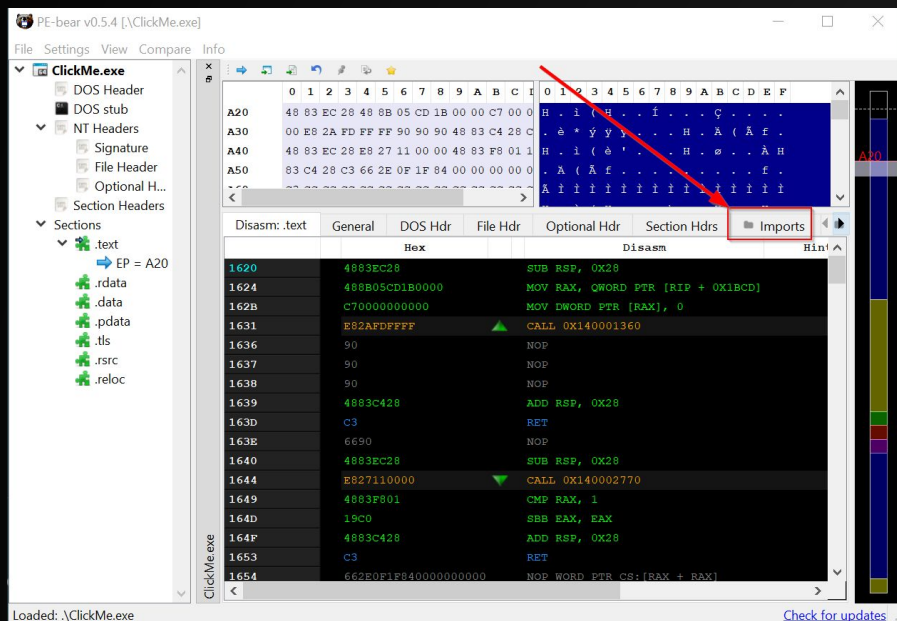 PE-bear v0.5.4 [.\ClickMe.exe]
File Settings View Compare Info
ClickMe.exe
DOS Header
DOS stub
NT Headers
Signature
File Header
Optional H...
Section Headers
Sections
.text
EP = A20
.rdata
.data
.pdata
.tls
.rsrc
.reloc
ClickMe.exe
0 1 2 3 4 5 6 7 8 9 A B C
A20 48 83 EC 28 48 8B 05 CD 1B 00 00 C7 00 0
A30 00 E8 2A FD FF FF 90 90 90 48 83 C4 28 C
A40 48 83 EC 28 E8 27 11 00 00 48 83 F8 01 1
A50 83 C4 28 C3 66 2E 0F 1F 84 00 00 00 00 0
0 1 2 3 4 5 6 7 8 9 A B C D E F
H . ì ( H . . Í . . . Ç . . .
. è * ý ÿ ÿ . . . H . Ä ( Ã f .
H . ì ( è ' . . . H . ø . . À H
. Ä ( Ã f . . . . . . . . . f .
A20
Disasm: .text General DOS Hdr File Hdr Optional Hdr Section Hdrs Imports
Hex Disasm Hint
1620 4883EC28 SUB RSP, 0X28
1624 488B05CD1B0000 MOV RAX, QWORD PTR [RIP + 0X1BCD]
162B C70000000000 MOV DWORD PTR [RAX], 0
1631 E82AFDFFFF CALL 0X140001360
1636 90 NOP
1637 90 NOP
1638 90 NOP
1639 4883C428 ADD RSP, 0X28
163D C3 RET
163E 6690 NOP
1640 4883EC28 SUB RSP, 0X28
1644 E827110000 CALL 0X140002770
1649 4883F801 CMP RAX, 1
164D 19C0 SBB EAX, EAX
164F 4883C428 ADD RSP, 0X28
1653 C3 RET
1654 662E0F1F840000000000 NOP WORD PTR CS:[RAX + RAX]
Loaded: .\ClickMe.exe
Check for updates